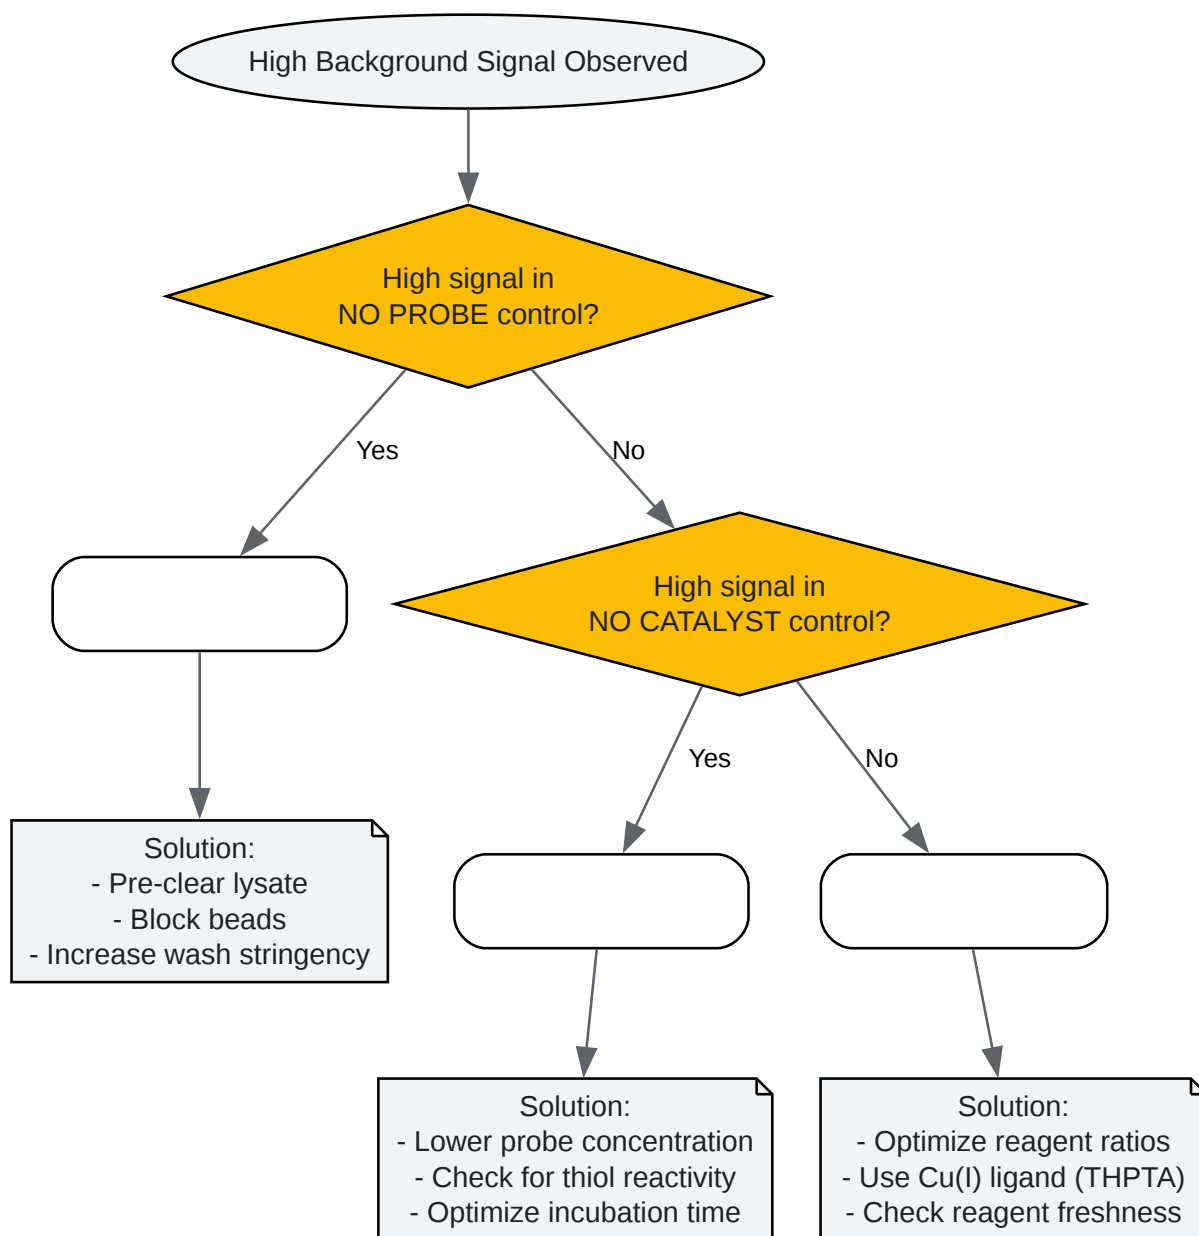 High Background Signal Observed
High signal in
NO PROBE control?
Yes
No
High signal in
NO CATALYST control?
Yes
No
Solution:
- Pre-clear lysate
- Block beads
- Increase wash stringency
Solution:
- Lower probe concentration
- Check for thiol reactivity
- Optimize incubation time
Solution:
- Optimize reagent ratios
- Use Cu(I) ligand (THPTA)
- Check reagent freshness